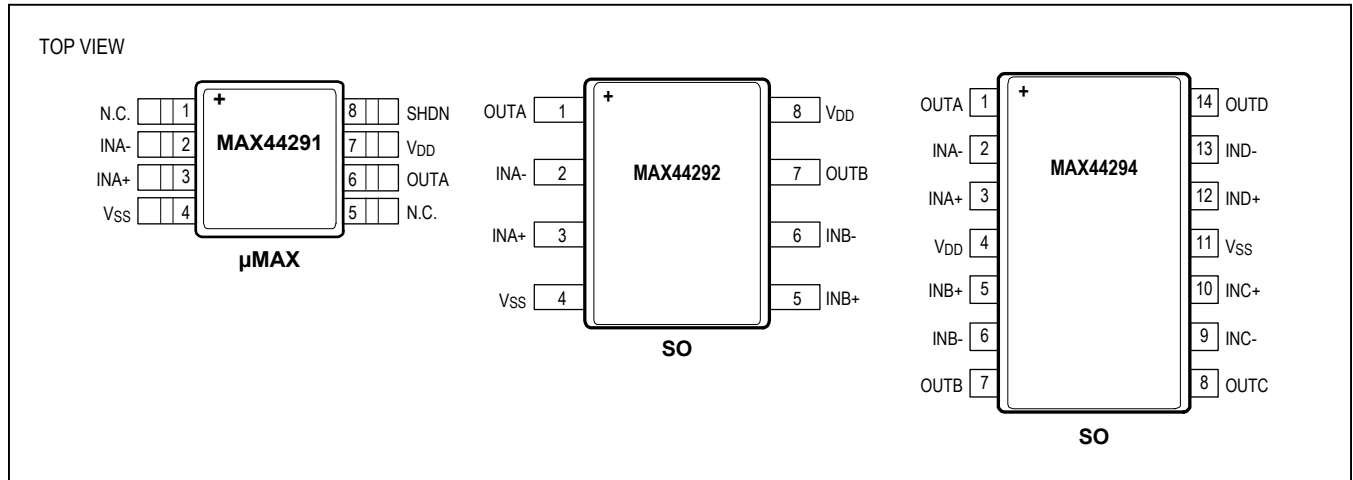 TOP VIEW
N.C. 1 + 8 SHDN
INA- 2 MAX44291 7 VDD
INA+ 3 6 OUTA
VSS 4 5 N.C.
µMAX
OUTA 1 + 8 VDD
INA- 2 MAX44292 7 OUTB
INA+ 3 6 INB-
VSS 4 5 INB+
SO
OUTA 1 + 14 OUTD
INA- 2 13 IND-
MAX44294
INA+ 3 12 IND+
VDD 4 11 VSS
INB+ 5 10 INC+
INB- 6 9 INC-
OUTB 7 8 OUTC
SO